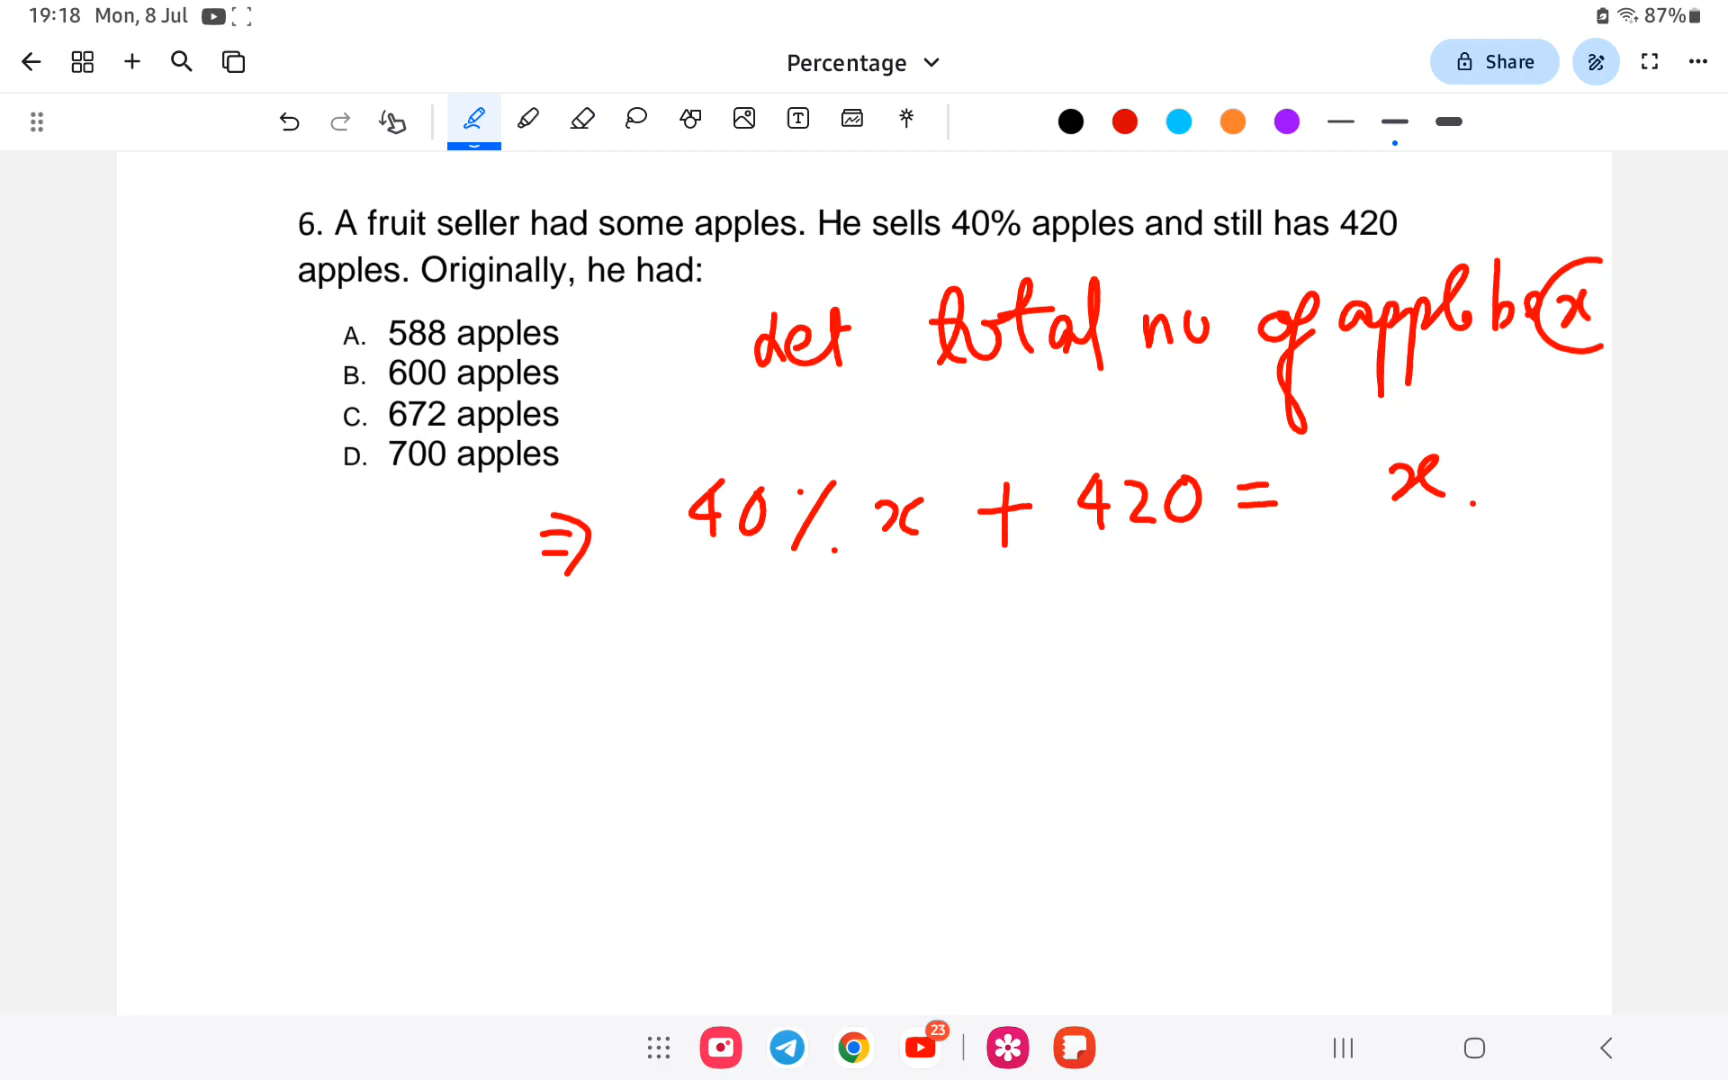 19:18 Mon, 8 Jul 87%
Percentage
Share
6. A fruit seller had some apples. He sells 40% apples and still has 420
apples. Originally, he had:
A. 588 apples
B. 600 apples
C. 672 apples
D. 700 apples
Let total no of appl be x
⇒ 40% x + 420 = x.
23